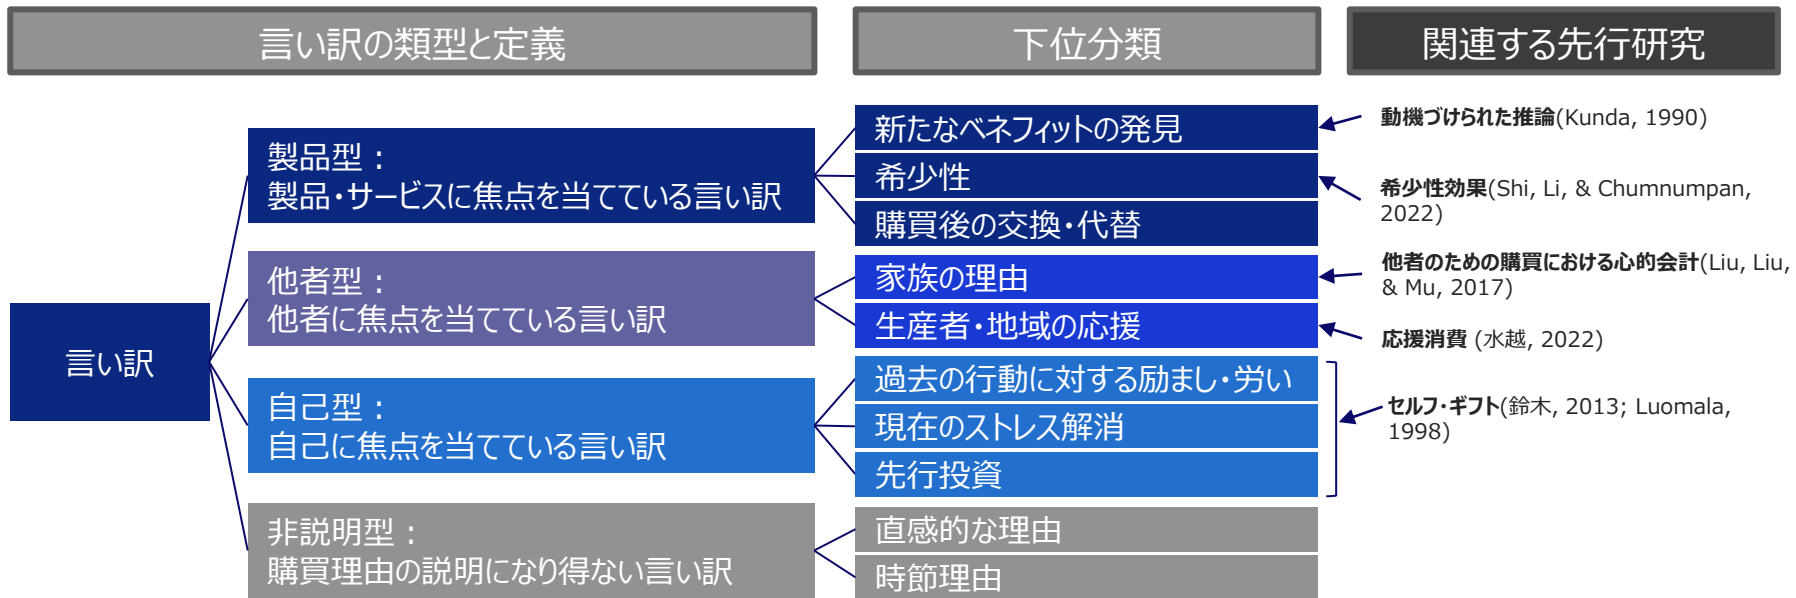 言い訳の類型と定義
下位分類
関連する先行研究
言い訳
製品型：
製品・サービスに焦点を当てている言い訳
新たなベネフィットの発見
希少性
購買後の交換・代替
動機づけられた推論(Kunda, 1990)
希少性効果(Shi, Li, & Chumnumpan,
2022)
他者型：
他者に焦点を当てている言い訳
家族の理由
生産者・地域の応援
他者のための購買における心的会計(Liu, Liu,
& Mu, 2017)
応援消費 (水越, 2022)
自己型：
自己に焦点を当てている言い訳
過去の行動に対する励まし・労い
現在のストレス解消
先行投資
セルフ・ギフト(鈴木, 2013; Luomala,
1998)
非説明型：
購買理由の説明になり得ない言い訳
直感的な理由
時節理由